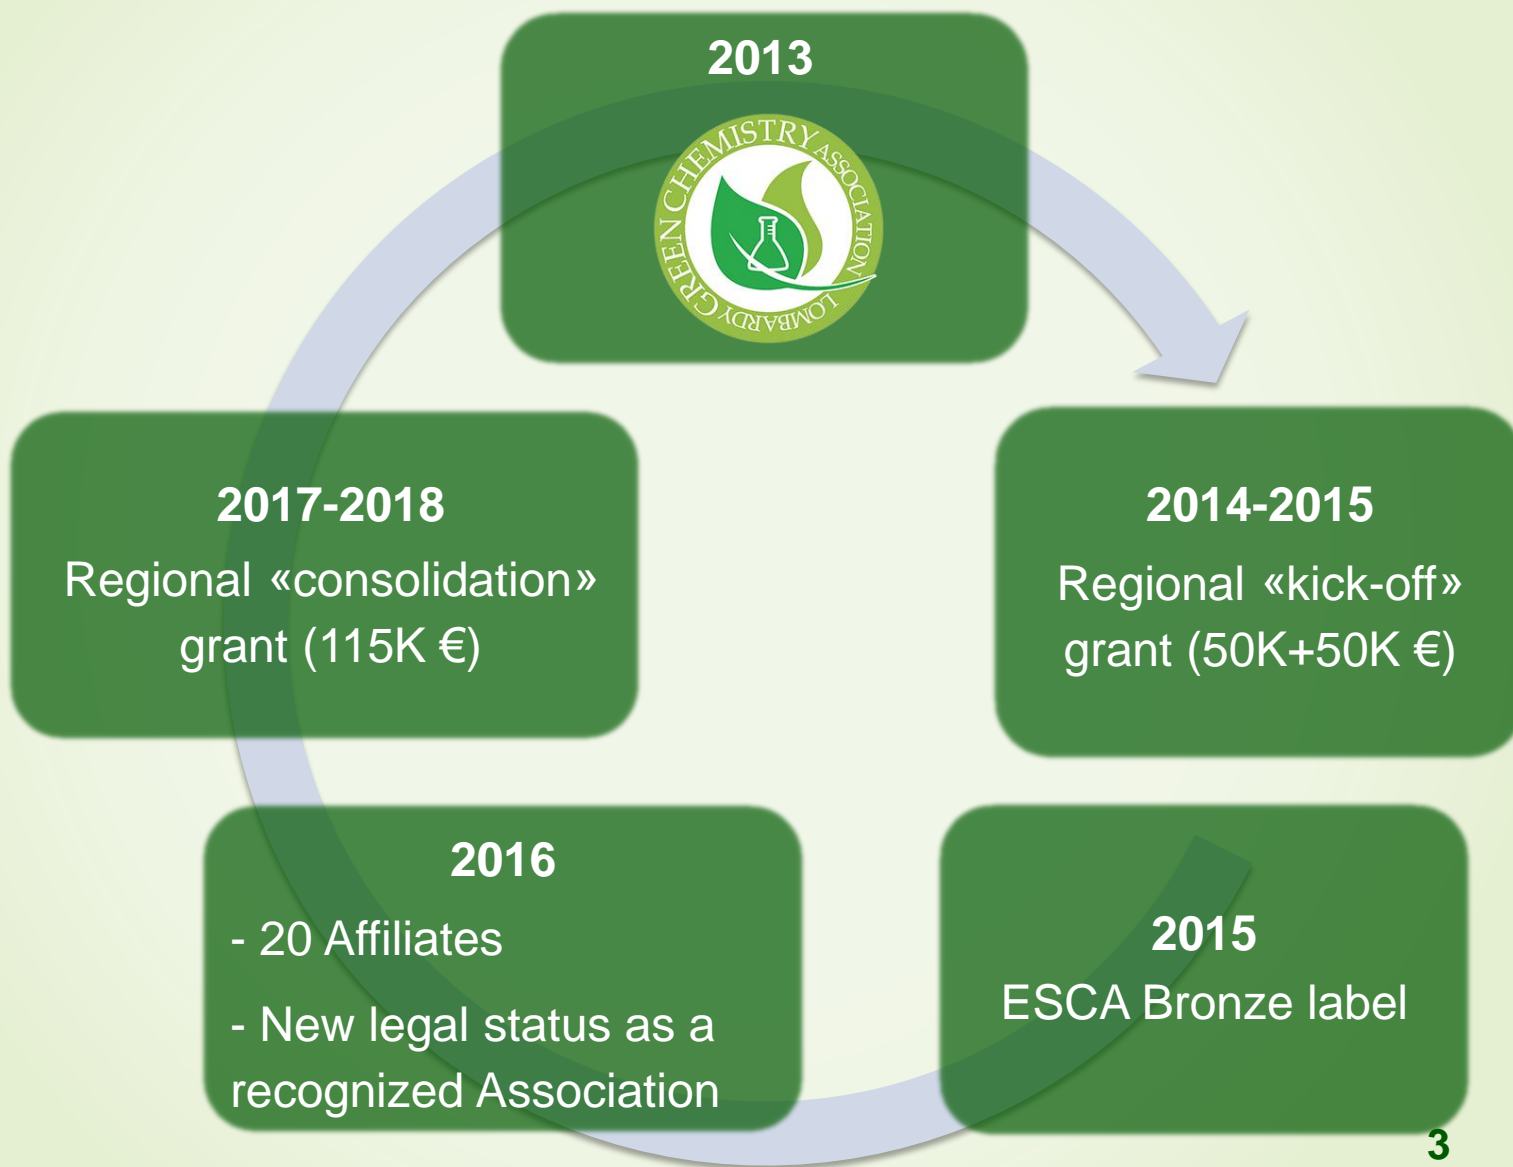 2013
GREEN CHEMISTRY ASSOCIATION
LOMBARDY
2014-2015
Regional «kick-off»
grant (50K+50K €)
2015
ESCA Bronze label
2016
- 20 Affiliates
- New legal status as a
recognized Association
2017-2018
Regional «consolidation»
grant (115K €)
3